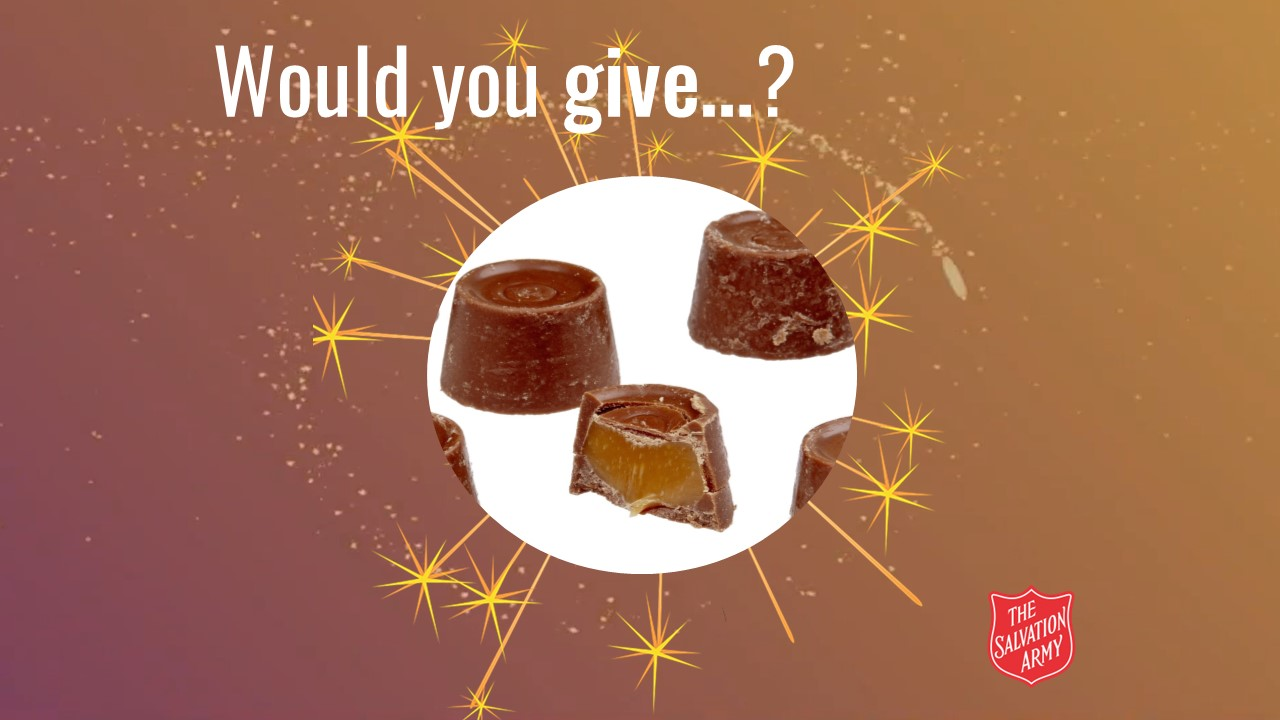 Would you give...?
THE
SALVATION
ARMY